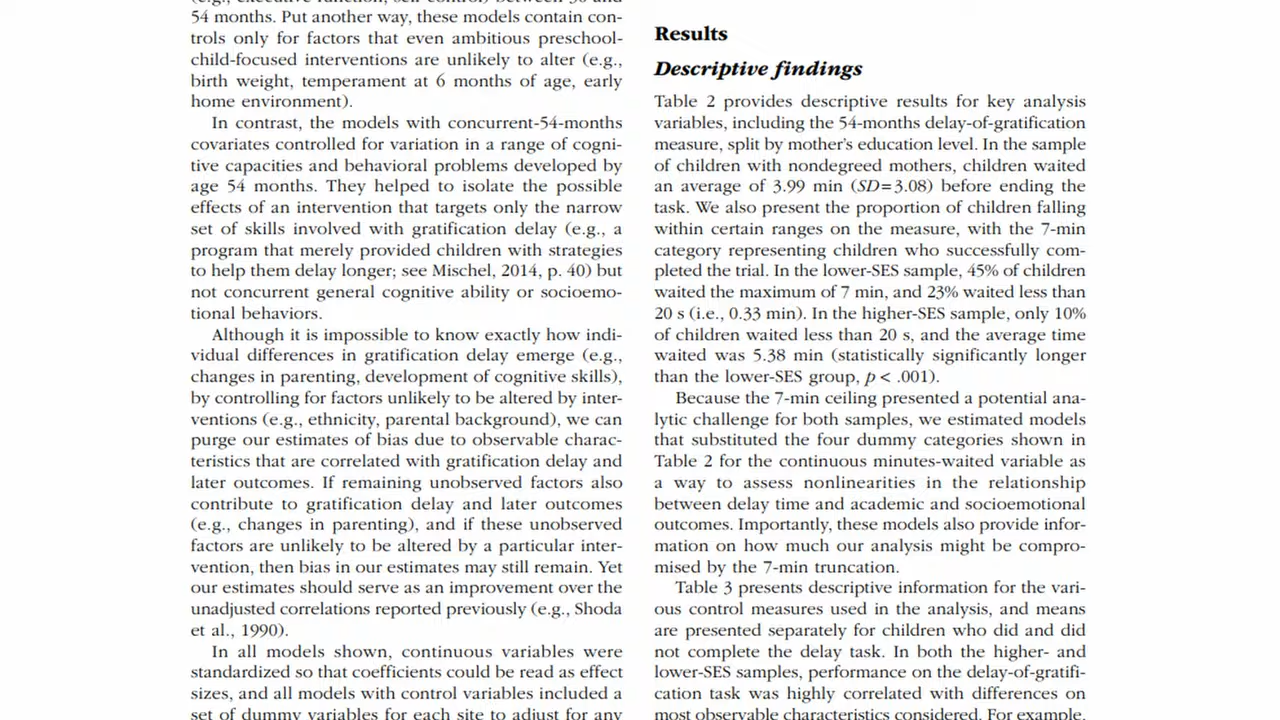 54 months. Put another way, these models contain con-
trols only for factors that even ambitious preschool-
child-focused interventions are unlikely to alter (e.g.,
birth weight, temperament at 6 months of age, early
home environment).
In contrast, the models with concurrent-54-months
covariates controlled for variation in a range of cogni-
tive capacities and behavioral problems developed by
age 54 months. They helped to isolate the possible
effects of an intervention that targets only the narrow
set of skills involved with gratification delay (e.g., a
program that merely provided children with strategies
to help them delay longer; see Mischel, 2014, p. 40) but
not concurrent general cognitive ability or socioemo-
tional behaviors.
Although it is impossible to know exactly how indi-
vidual differences in gratification delay emerge (e.g.,
changes in parenting, development of cognitive skills),
by controlling for factors unlikely to be altered by inter-
ventions (e.g., ethnicity, parental background), we can
purge our estimates of bias due to observable charac-
teristics that are correlated with gratification delay and
later outcomes. If remaining unobserved factors also
contribute to gratification delay and later outcomes
(e.g., changes in parenting), and if these unobserved
factors are unlikely to be altered by a particular inter-
vention, then bias in our estimates may still remain. Yet
our estimates should serve as an improvement over the
unadjusted correlations reported previously (e.g., Shoda
et al., 1990).
In all models shown, continuous variables were
standardized so that coefficients could be read as effect
sizes, and all models with control variables included a
set of dummy variables for each site to adjust for any
Results
Descriptive findings
Table 2 provides descriptive results for key analysis
variables, including the 54-months delay-of-gratification
measure, split by mother's education level. In the sample
of children with nondegreed mothers, children waited
an average of 3.99 min (SD=3.08) before ending the
task. We also present the proportion of children falling
within certain ranges on the measure, with the 7-min
category representing children who successfully com-
pleted the trial. In the lower-SES sample, 45% of children
waited the maximum of 7 min, and 23% waited less than
20 s (i.e., 0.33 min). In the higher-SES sample, only 10%
of children waited less than 20 s, and the average time
waited was 5.38 min (statistically significantly longer
than the lower-SES group, p < .001).
Because the 7-min ceiling presented a potential ana-
lytic challenge for both samples, we estimated models
that substituted the four dummy categories shown in
Table 2 for the continuous minutes-waited variable as
a way to assess nonlinearities in the relationship
between delay time and academic and socioemotional
outcomes. Importantly, these models also provide infor-
mation on how much our analysis might be compro-
mised by the 7-min truncation.
Table 3 presents descriptive information for the vari-
ous control measures used in the analysis, and means
are presented separately for children who did and did
not complete the delay task. In both the higher- and
lower-SES samples, performance on the delay-of-gratifi-
cation task was highly correlated with differences on
most observable characteristics considered. For example,